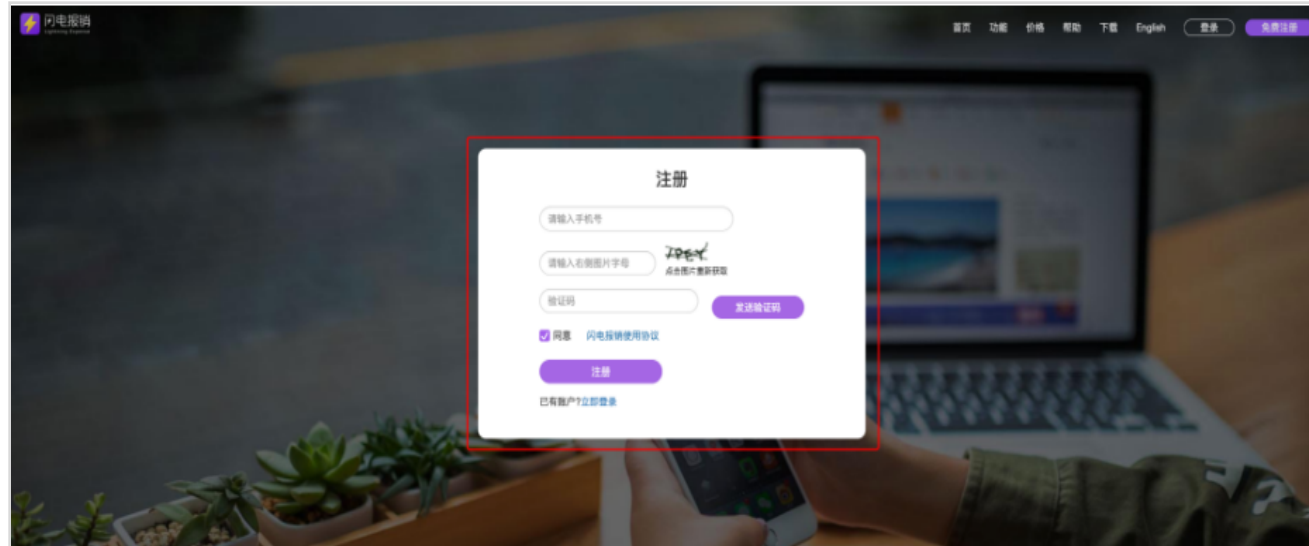 闪电报销
Lightning Expense
首页 功能 价格 帮助 下载 English 登录 免费注册
注册
请输入手机号
请输入右侧图片字母
点击图片重新获取
验证码 发送验证码
同意 闪电报销使用协议
注册
已有账户?立即登录